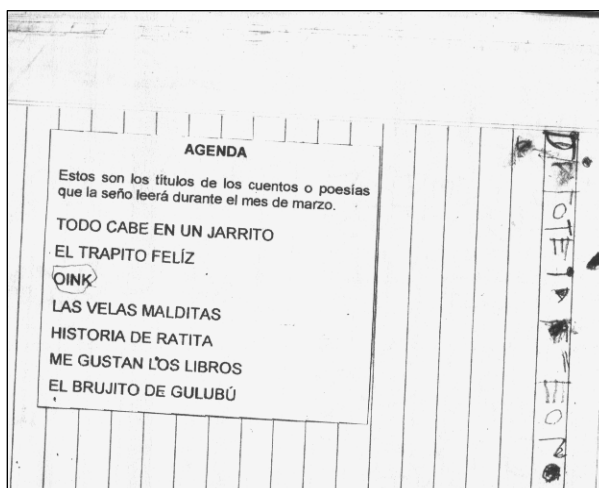 AGENDA
Estos son los títulos de los cuentos o poesías
que la seño leerá durante el mes de marzo.
TODO CABE EN UN JARRITO
EL TRAPITO FELÍZ
OINK
LAS VELAS MALDITAS
HISTORIA DE RATITA
ME GUSTAN LOS LIBROS
EL BRUJITO DE GULUBÚ